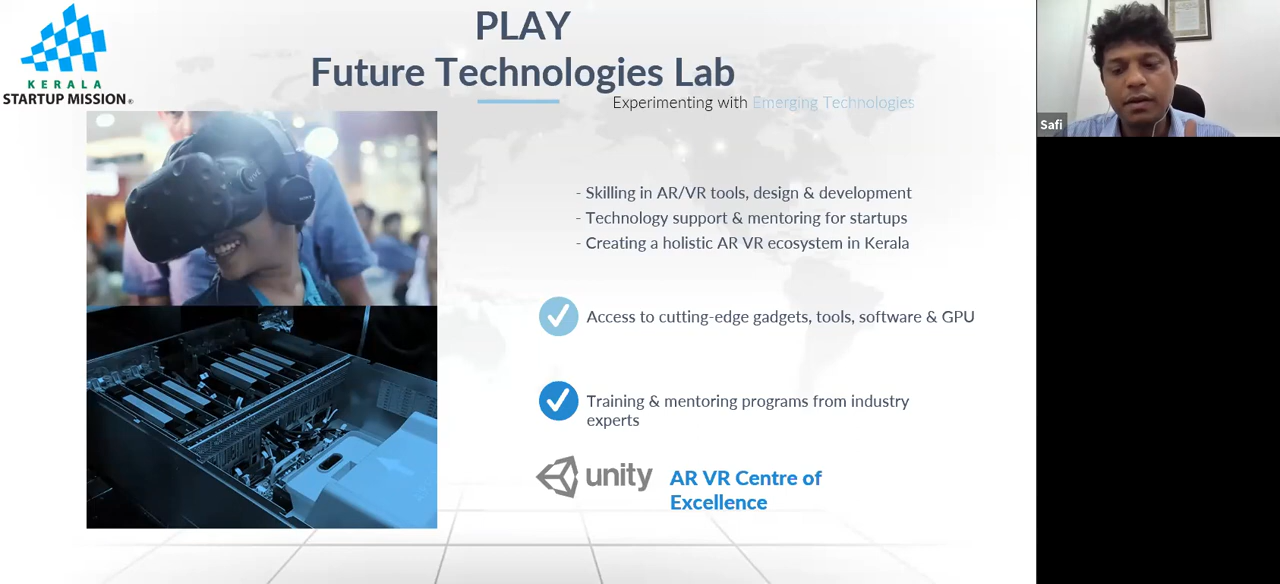 PLAY
Future Technologies Lab
KERALA
STARTUP MISSION®
Experimenting with Emerging Technologies
Safi
- Skilling in AR/VR tools, design & development
- Technology support & mentoring for startups
- Creating a holistic AR VR ecosystem in Kerala
Access to cutting-edge gadgets, tools, software & GPU
Training & mentoring programs from industry
experts
unity
AR VR Centre of
Excellence
VIVE
SONY